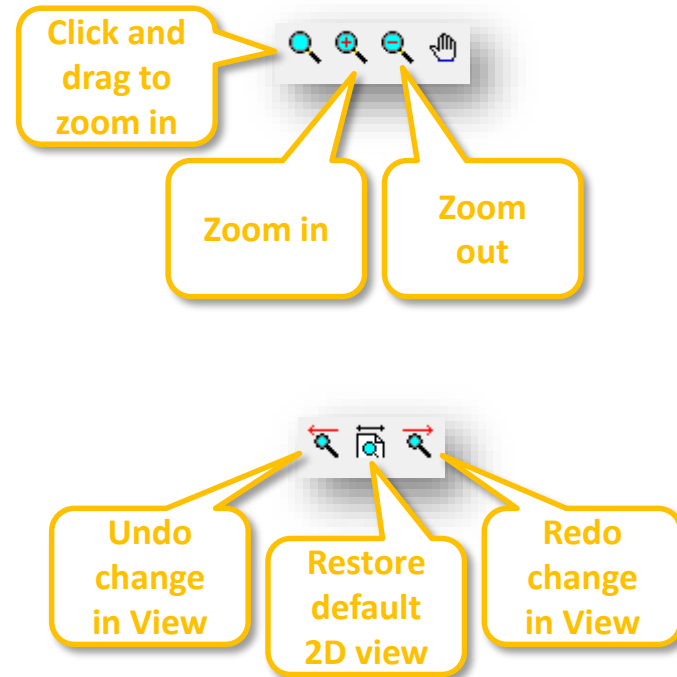 Click and
drag to
zoom in
Zoom in
Zoom
out
Undo
change
in View
Restore
default
2D view
Redo
change
in View